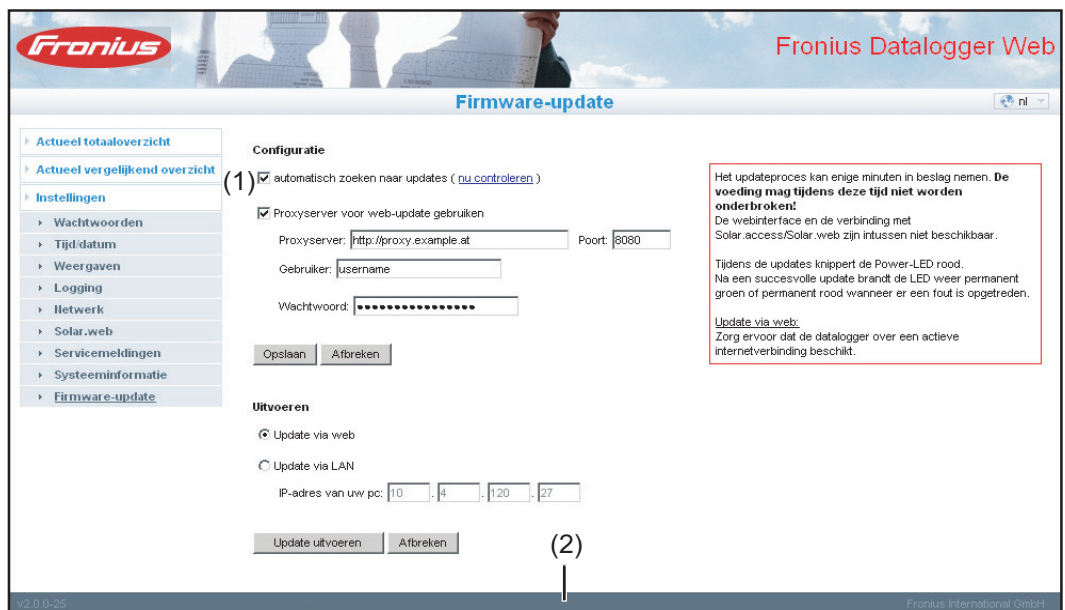 Fronius
Fronius Datalogger Web
Firmware-update
nl
Actueel totaaloverzicht
Actueel vergelijkend overzicht
Instellingen
Wachtwoorden
Tijd/datum
Weergaven
Logging
Netwerk
Solar.web
Servicemeldingen
Systeeminformatie
Firmware-update
Configuratie
(1)
automatisch zoeken naar updates ( nu controleren )
Proxyserver voor web-update gebruiken
Proxyserver: http://proxy.example.at Poort: 8080
Gebruiker: username
Wachtwoord: ●●●●●●●●●●●●●●●●
Opslaan Afbreken
Uitvoeren
Update via web
Update via LAN
IP-adres van uw pc: 10 . 4 . 120 . 27
Update uitvoeren Afbreken
Het updateproces kan enige minuten in beslag nemen. De
voeding mag tijdens deze tijd niet worden
onderbroken!
De webinterface en de verbinding met
Solar.access/Solar.web zijn intussen niet beschikbaar.
Tijdens de updates knippert de Power-LED rood.
Na een succesvolle update brandt de LED weer permanent
groen of permanent rood wanneer er een fout is opgetreden.
Update via web:
Zorg ervoor dat de datalogger over een actieve
internetverbinding beschikt.
(2)
v2.0.0-25
Fronius International GmbH